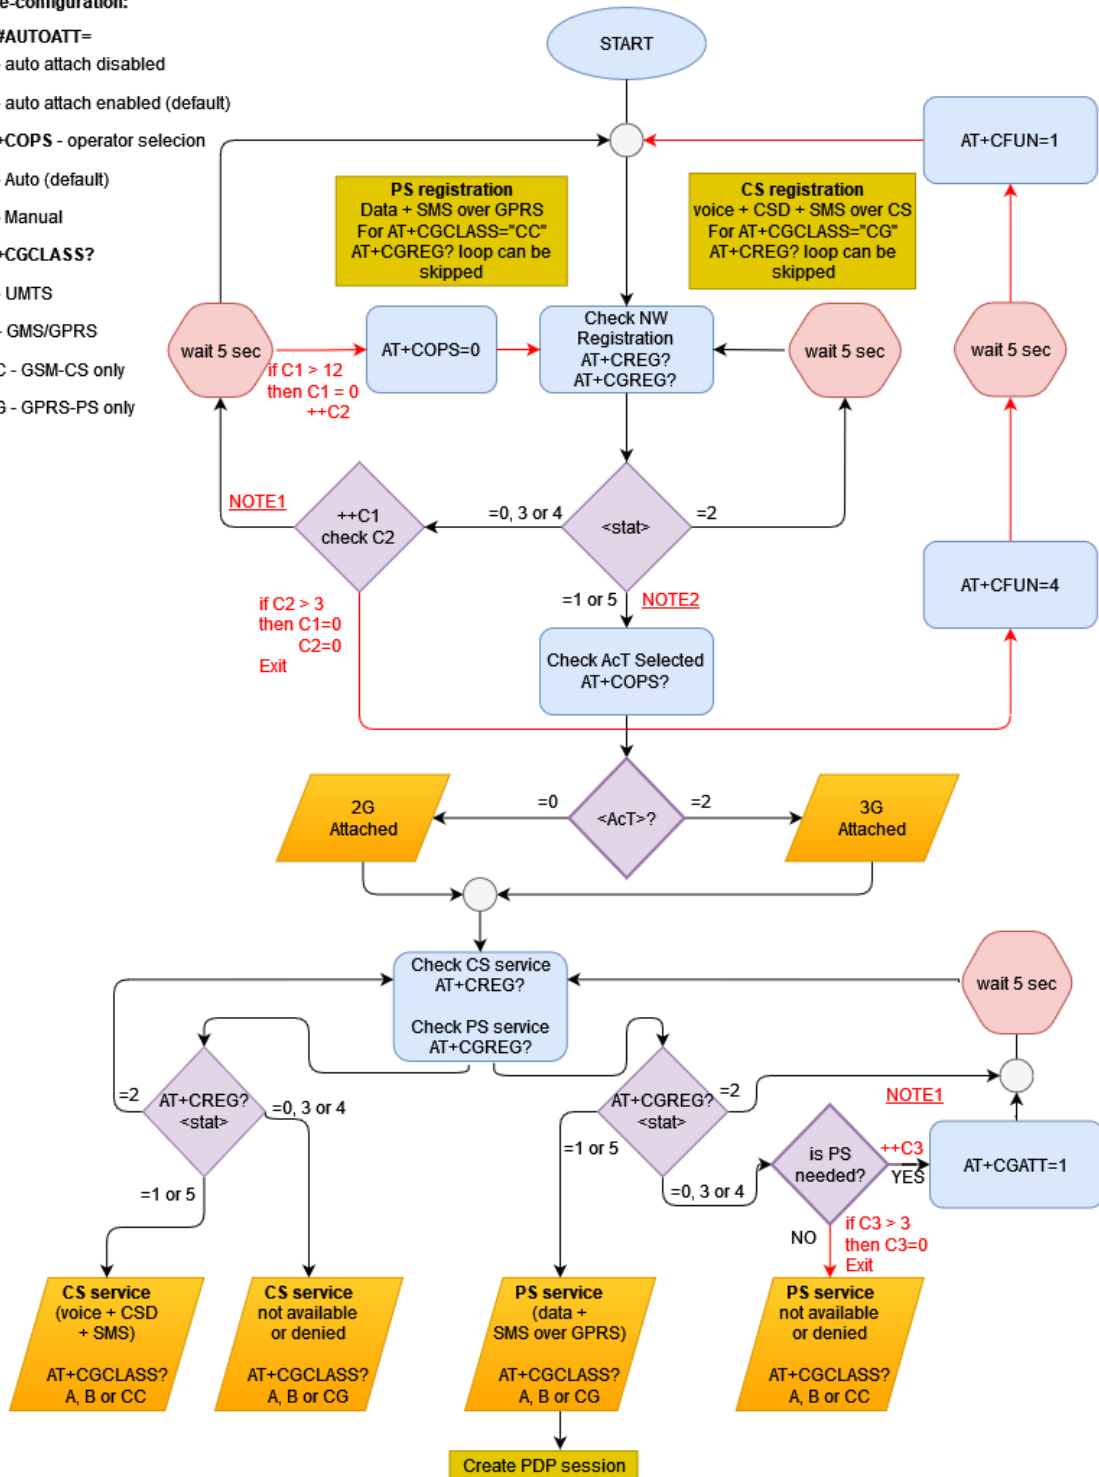 e-configuration:
#AUTOATT=
- auto attach disabled
- auto attach enabled (default)
+COPS - operator selecion
- Auto (default)
- Manual
+CGCLASS?
- UMTS
- GMS/GPRS
C - GSM-CS only
G - GPRS-PS only
START
AT+CFUN=1
PS registration
Data + SMS over GPRS
For AT+CGCLASS="CC"
AT+CGREG? loop can be
skipped
CS registration
voice + CSD + SMS over CS
For AT+CGCLASS="CG"
AT+CREG? loop can be
skipped
wait 5 sec
if C1 > 12
then C1 = 0
++C2
AT+COPS=0
Check NW
Registration
AT+CREG?
AT+CGREG?
wait 5 sec
wait 5 sec
NOTE1
++C1
check C2
=0, 3 or 4
<stat>
=2
AT+CFUN=4
if C2 > 3
then C1=0
C2=0
Exit
=1 or 5
NOTE2
Check AcT Selected
AT+COPS?
2G
Attached
=0
<AcT>?
=2
3G
Attached
Check CS service
AT+CREG?
Check PS service
AT+CGREG?
wait 5 sec
=2
AT+CREG?
<stat>
=0, 3 or 4
=1 or 5
AT+CGREG?
<stat>
=2
=1 or 5
=0, 3 or 4
is PS
needed?
NOTE1
++C3
YES
AT+CGATT=1
NO
if C3 > 3
then C3=0
Exit
CS service
(voice + CSD
+ SMS)
AT+CGCLASS?
A, B or CC
CS service
not available
or denied
AT+CGCLASS?
A, B or CG
PS service
(data +
SMS over GPRS)
AT+CGCLASS?
A, B or CG
PS service
not available
or denied
AT+CGCLASS?
A, B or CC
Create PDP session